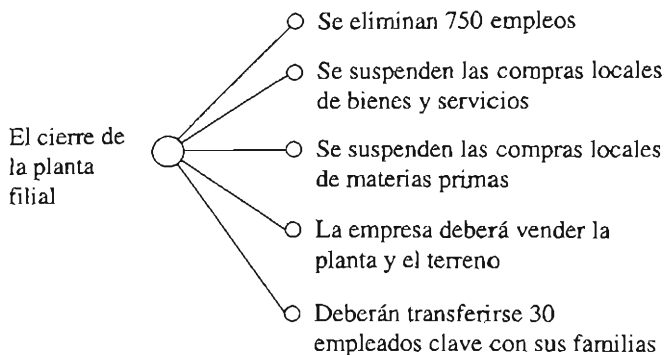 Se eliminan 750 empleos
Se suspenden las compras locales
de bienes y servicios
El cierre de
la planta
filial
Se suspenden las compras locales
de materias primas
La empresa deberá vender la
planta y el terreno
Deberán transferirse 30
empleados clave con sus familias